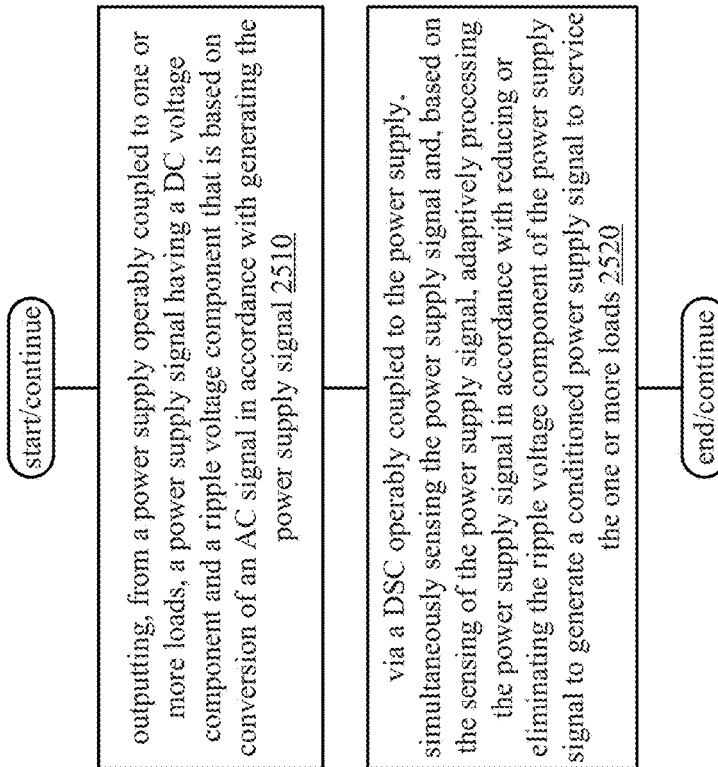 start/continue
outputting, from a power supply operably coupled to one or
more loads, a power supply signal having a DC voltage
component and a ripple voltage component that is based on
conversion of an AC signal in accordance with generating the
power supply signal 2510
via a DSC operably coupled to the power supply,
simultaneously sensing the power supply signal and, based on
the sensing of the power supply signal, adaptively processing
the power supply signal in accordance with reducing or
eliminating the ripple voltage component of the power supply
signal to generate a conditioned power supply signal to service
the one or more loads 2520
end/continue